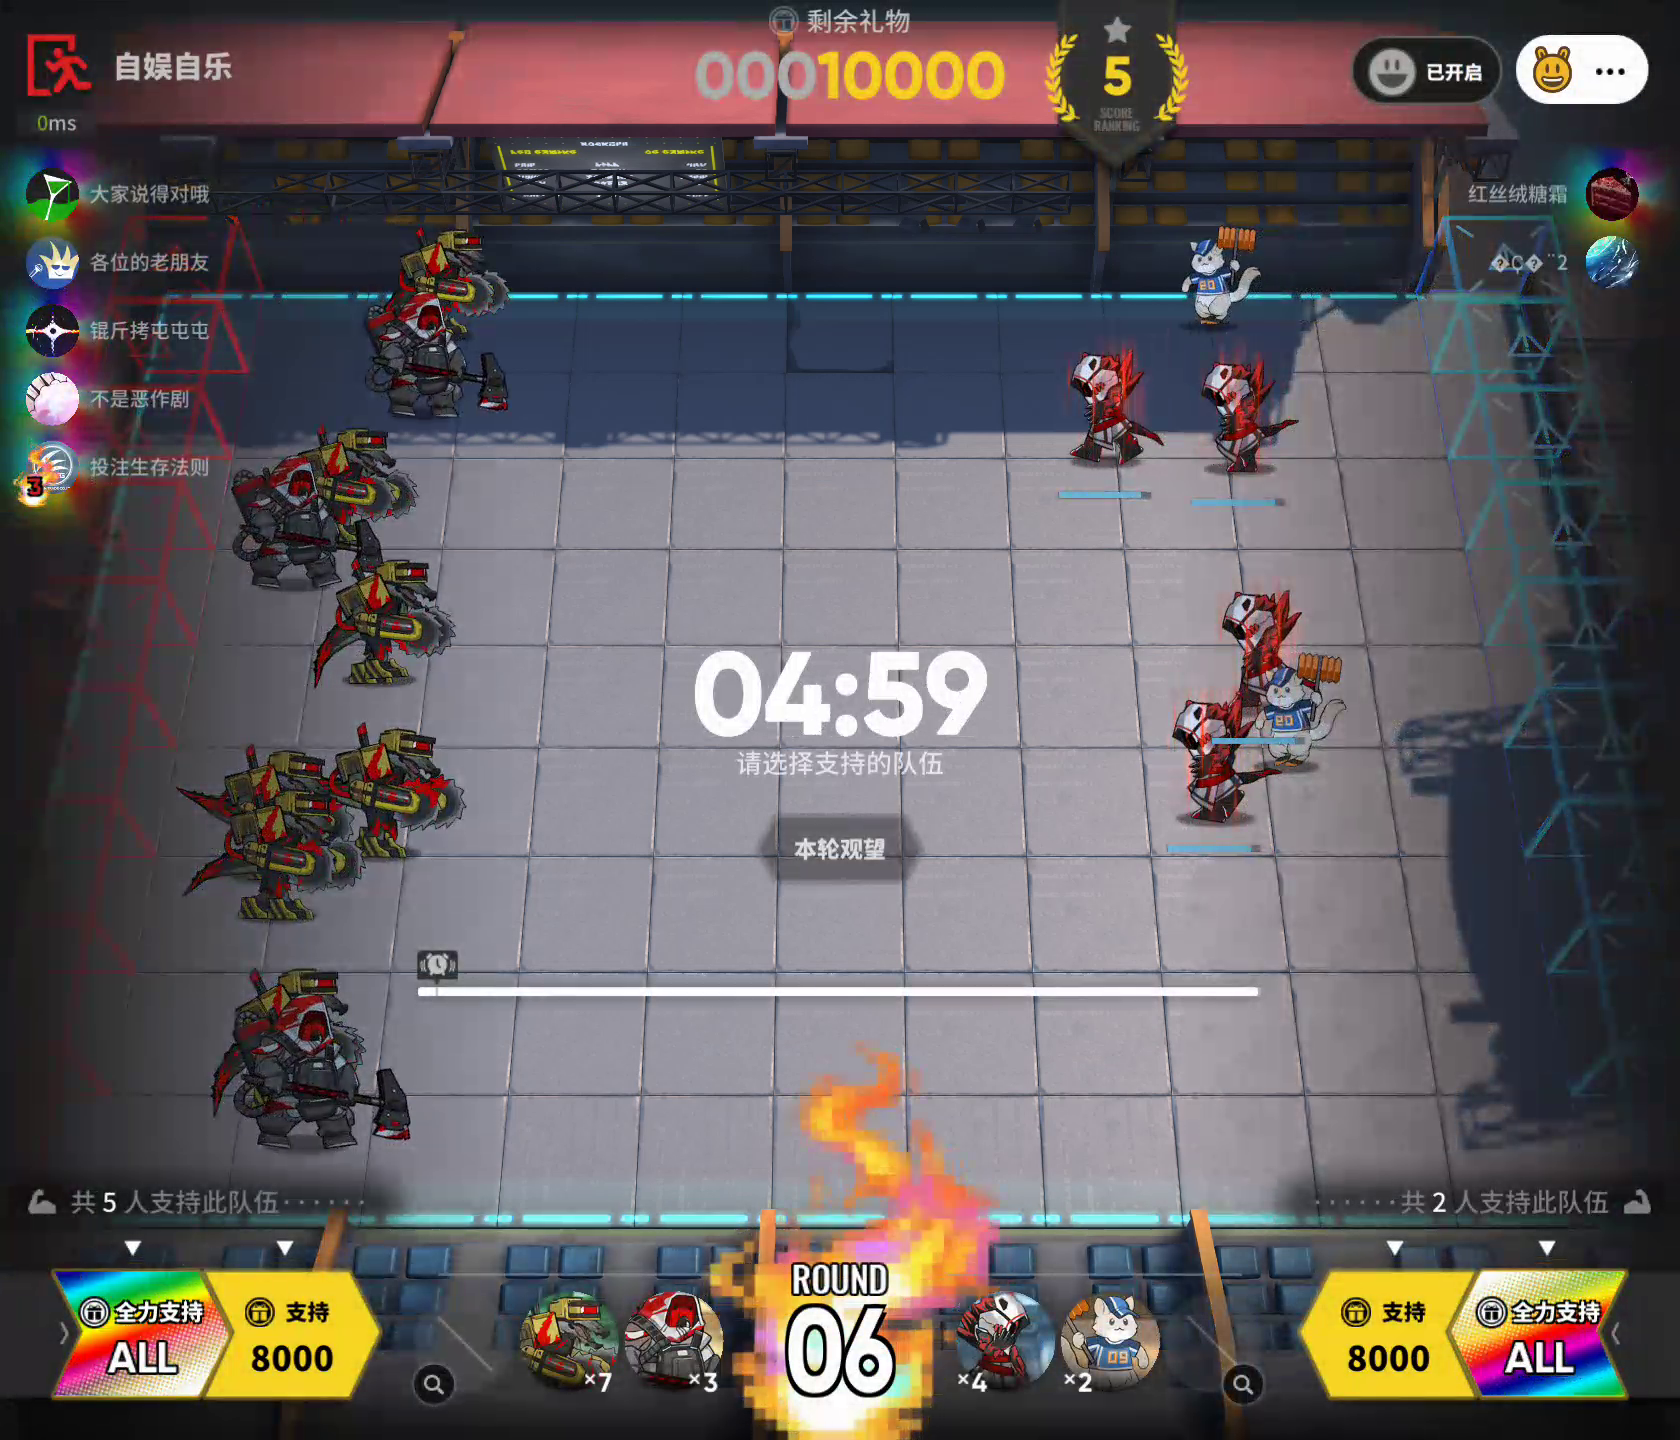 剩余礼物
自娱自乐
00010000
5
SCORE
RANKING
已开启
0ms
大家说得对哦
红丝绒糖霜
各位的老朋友
锟斤拷屯屯屯
不是恶作剧
投注生存法则
3
04:59
请选择支持的队伍
本轮观望
共 5 人支持此队伍
共 2 人支持此队伍
全力支持
ALL
支持
8000
×7
×3
ROUND
06
×4
×2
支持
8000
全力支持
ALL